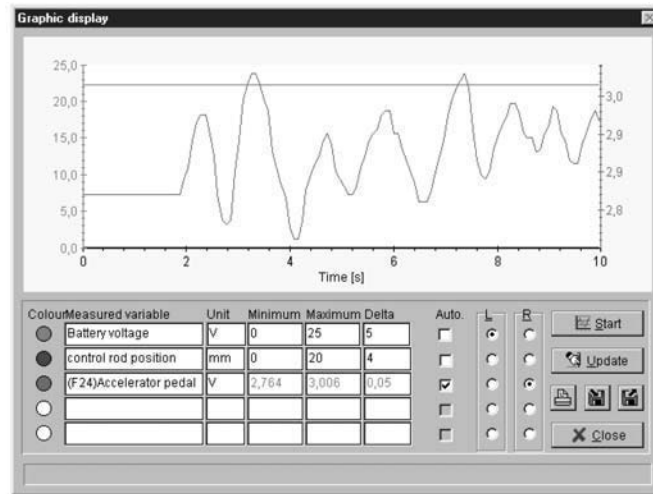 Graphic display
25,0
20,0
15,0
10,0
5,0
0,0
3,0
2,9
2,9
2,8
0 2 4 6 8 10
Time [s]
Colour Measured variable Unit Minimum Maximum Delta Auto. L R
Battery voltage V 0 25 5
control rod position mm 0 20 4
(F24)Accelerator pedal V 2,764 3,006 0,05
Start
Update
Close